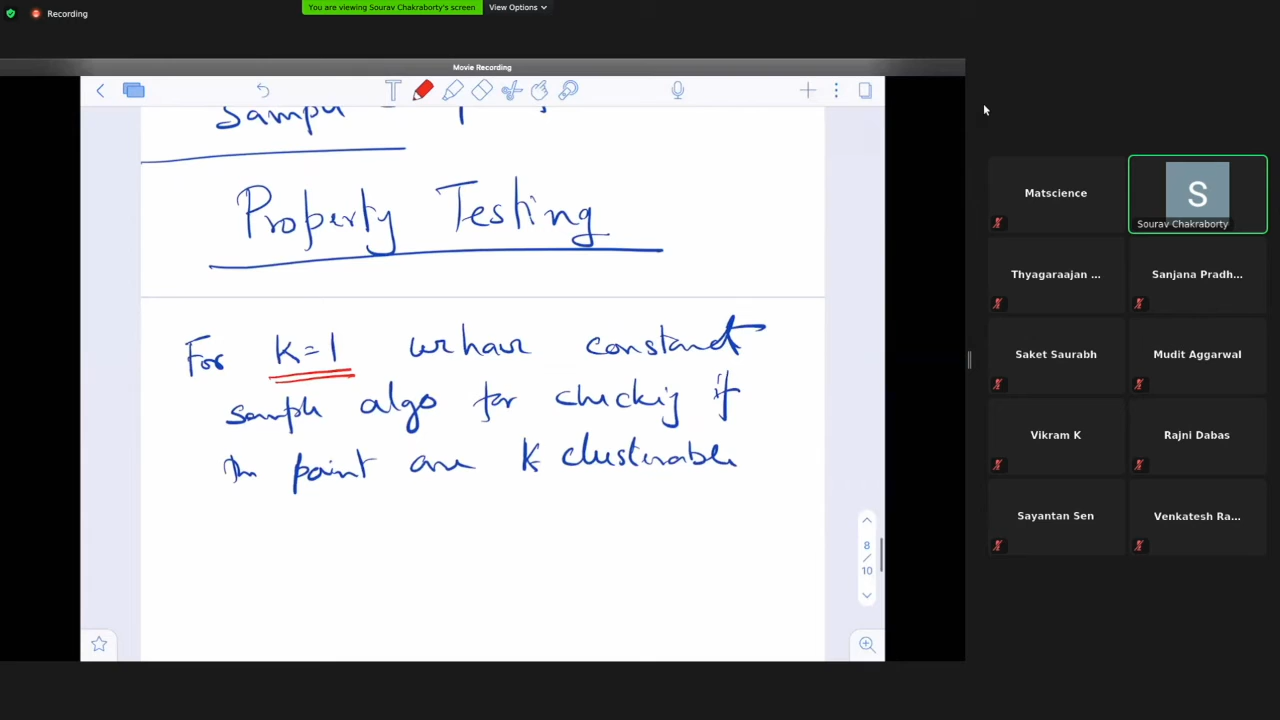 Recording
You are viewing Sourav Chakraborty's screen
View Options
Movie Recording
Property Testing
For K=1 we have constant
sample algo for checking if
the point are K clusterable
8
/
10
Matscience
S
Sourav Chakraborty
Thyagaraajan ...
Sanjana Pradh...
Saket Saurabh
Mudit Aggarwal
Vikram K
Rajni Dabas
Sayantan Sen
Venkatesh Ra...